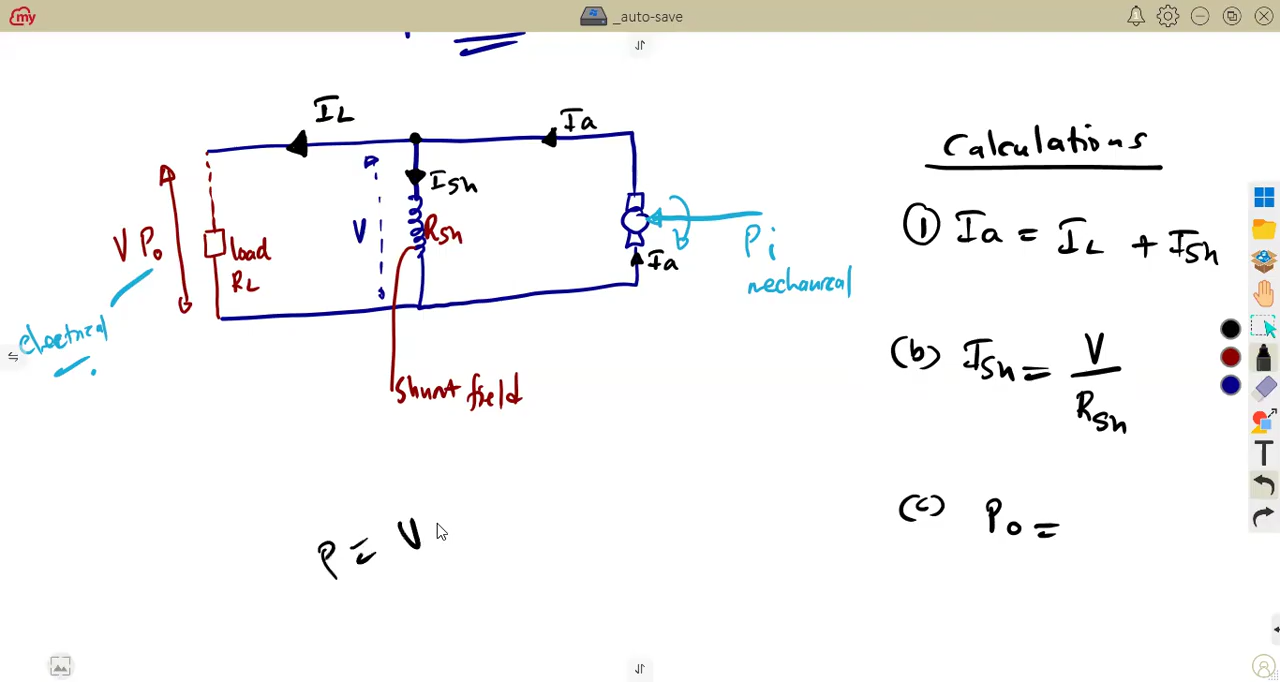 my
_auto-save
IL
Ia
Calculations
Ish
① Ia = IL + Ish
V
Rsh
V Po
load
RL
Ia
Pi
mechanical
electrical
(b) Ish = V
Rsh
shunt field
(c) Po =
P = V
T